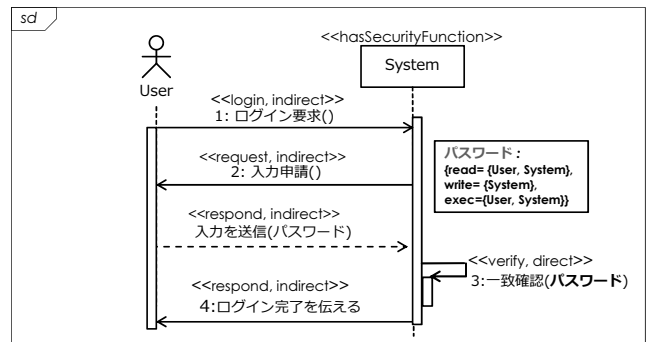 sd
<<hasSecurityFunction>>
System
User
<<login, indirect>>
1: ログイン要求()
<<request, indirect>>
2: 入力申請()
パスワード :
{read= {User, System},
write= {System},
exec={User, System}}
<<respond, indirect>>
入力を送信(パスワード)
<<verify, direct>>
3:一致確認(パスワード)
<<respond, indirect>>
4:ログイン完了を伝える